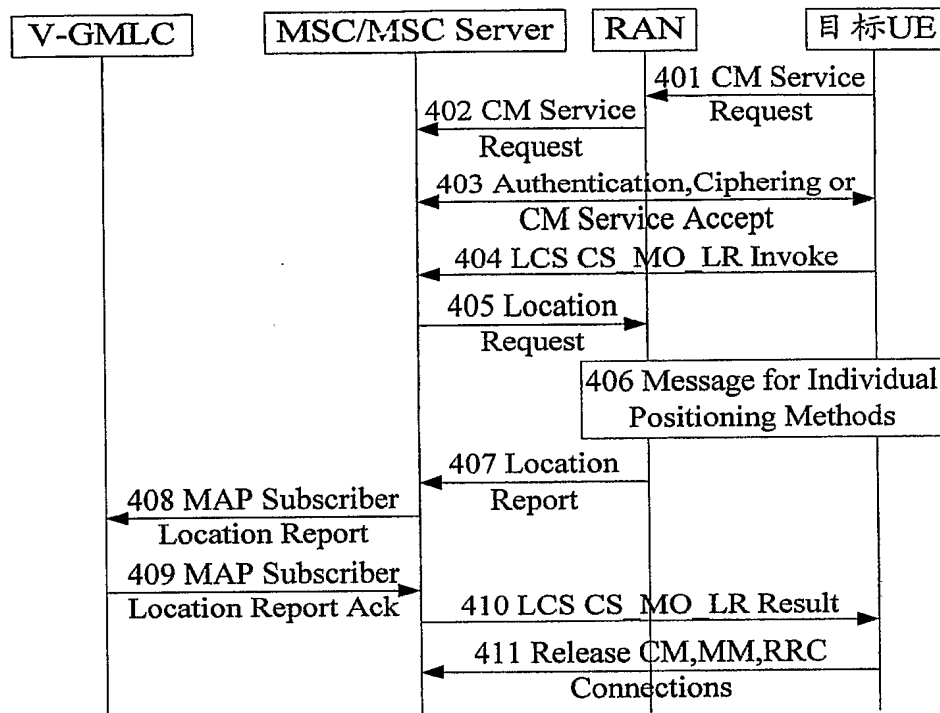 V-GMLC
MSC/MSC Server
RAN
目标UE
401 CM Service
Request
402 CM Service
Request
403 Authentication,Ciphering or
CM Service Accept
404 LCS CS_MO_LR Invoke
405 Location
Request
406 Message for Individual
Positioning Methods
407 Location
Report
408 MAP Subscriber
Location Report
409 MAP Subscriber
Location Report Ack
410 LCS CS_MO_LR Result
411 Release CM,MM,RRC
Connections